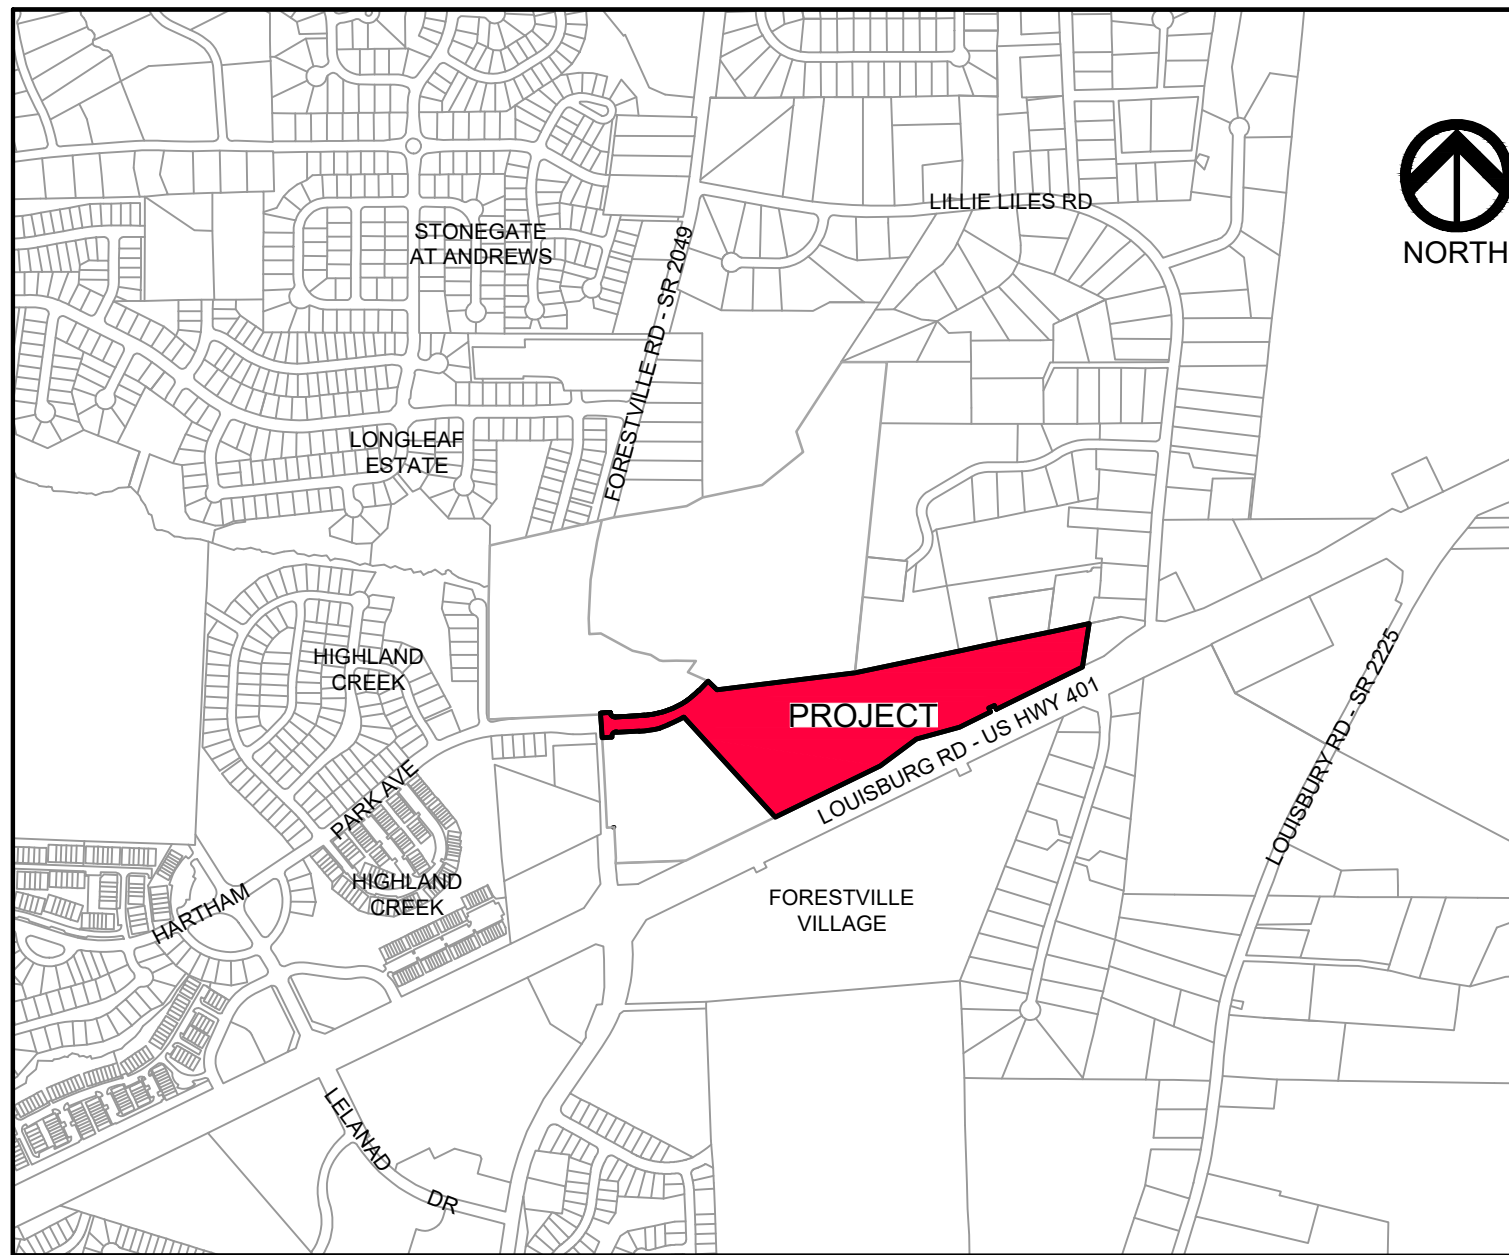 LILLIE LILES RD
NORTH
STONEGATE
AT ANDREWS
FORESTVILLE RD - SR 2049
LONGLEAF
ESTATE
HIGHLAND
CREEK
PROJECT
LOUISBURG RD - US HWY 401
LOUISBURY RD - SR 2225
PARK AVE
HIGHLAND
CREEK
HARTHAM
FORESTVILLE
VILLAGE
LELANAD
DR